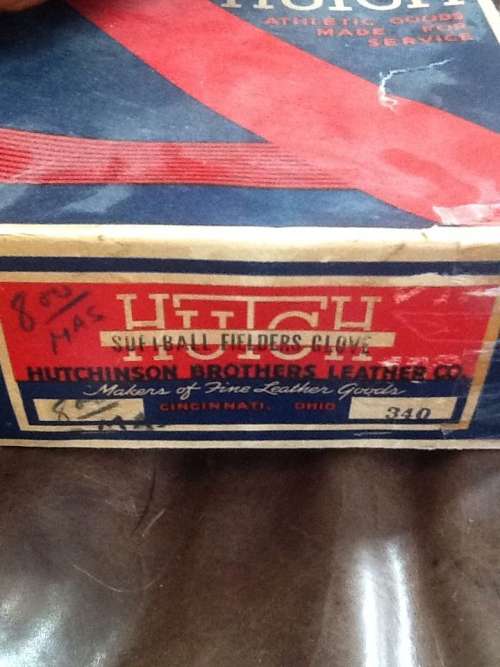 HUTCH
ATHLETIC GOODS
MADE FOR
SERVICE
8 00
MAS
HUTCH
SOFTBALL FIELDERS GLOVE
HUTCHINSON BROTHERS LEATHER CO.
Makers of Fine Leather Goods
CINCINNATI, OHIO
340